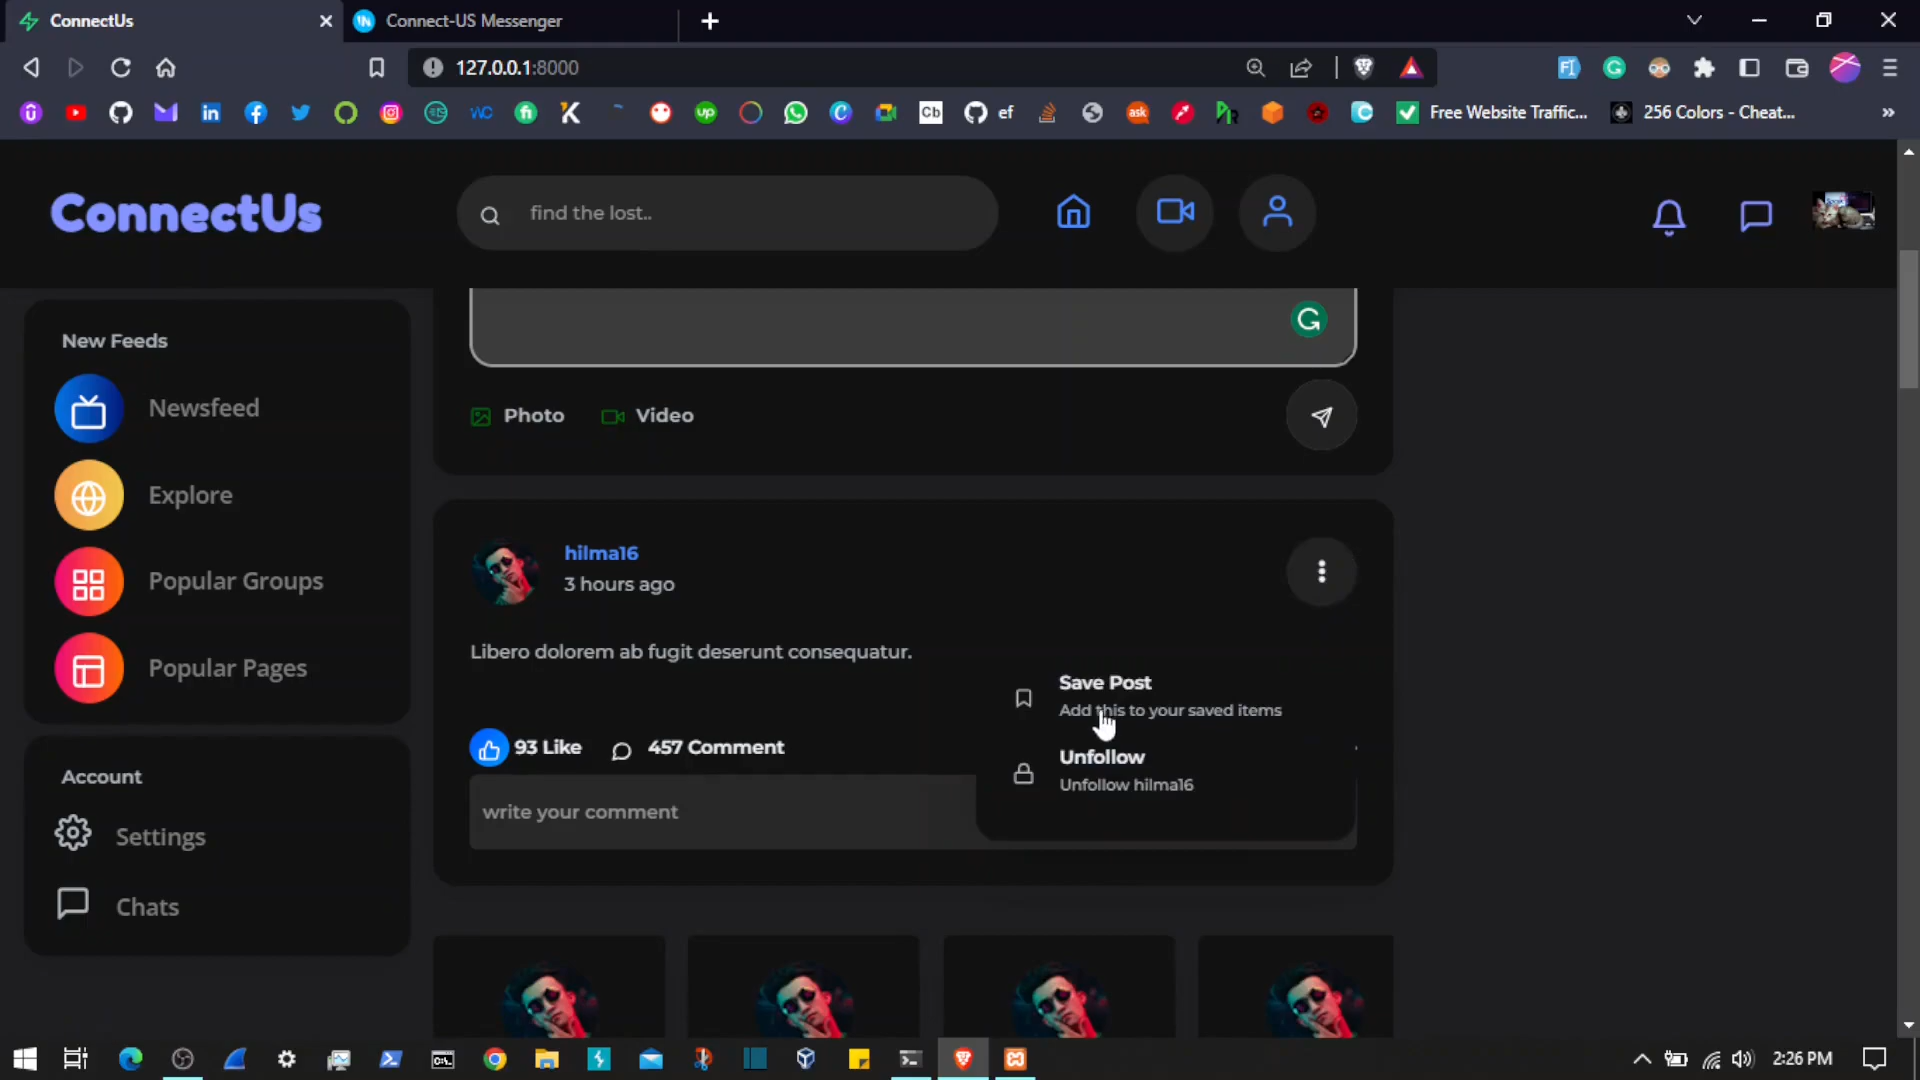 ConnectUs
Connect-US Messenger
127.0.0.1:8000
ef
Free Website Traffic...
256 Colors - Cheat...
ConnectUs
find the lost..
New Feeds
Newsfeed
Explore
Popular Groups
Popular Pages
Account
Settings
Chats
Photo
Video
hilma16
3 hours ago
Libero dolorem ab fugit deserunt consequatur.
Save Post
Add this to your saved items
Unfollow
Unfollow hilma16
93 Like
457 Comment
write your comment
2:26 PM